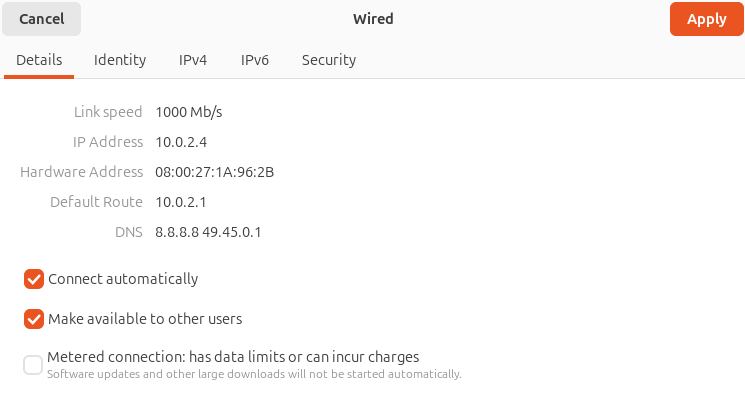 Cancel Wired Apply
Details Identity IPv4 IPv6 Security
Link speed 1000 Mb/s
IP Address 10.0.2.4
Hardware Address 08:00:27:1A:96:2B
Default Route 10.0.2.1
DNS 8.8.8.8 49.45.0.1
Connect automatically
Make available to other users
Metered connection: has data limits or can incur charges
Software updates and other large downloads will not be started automatically.